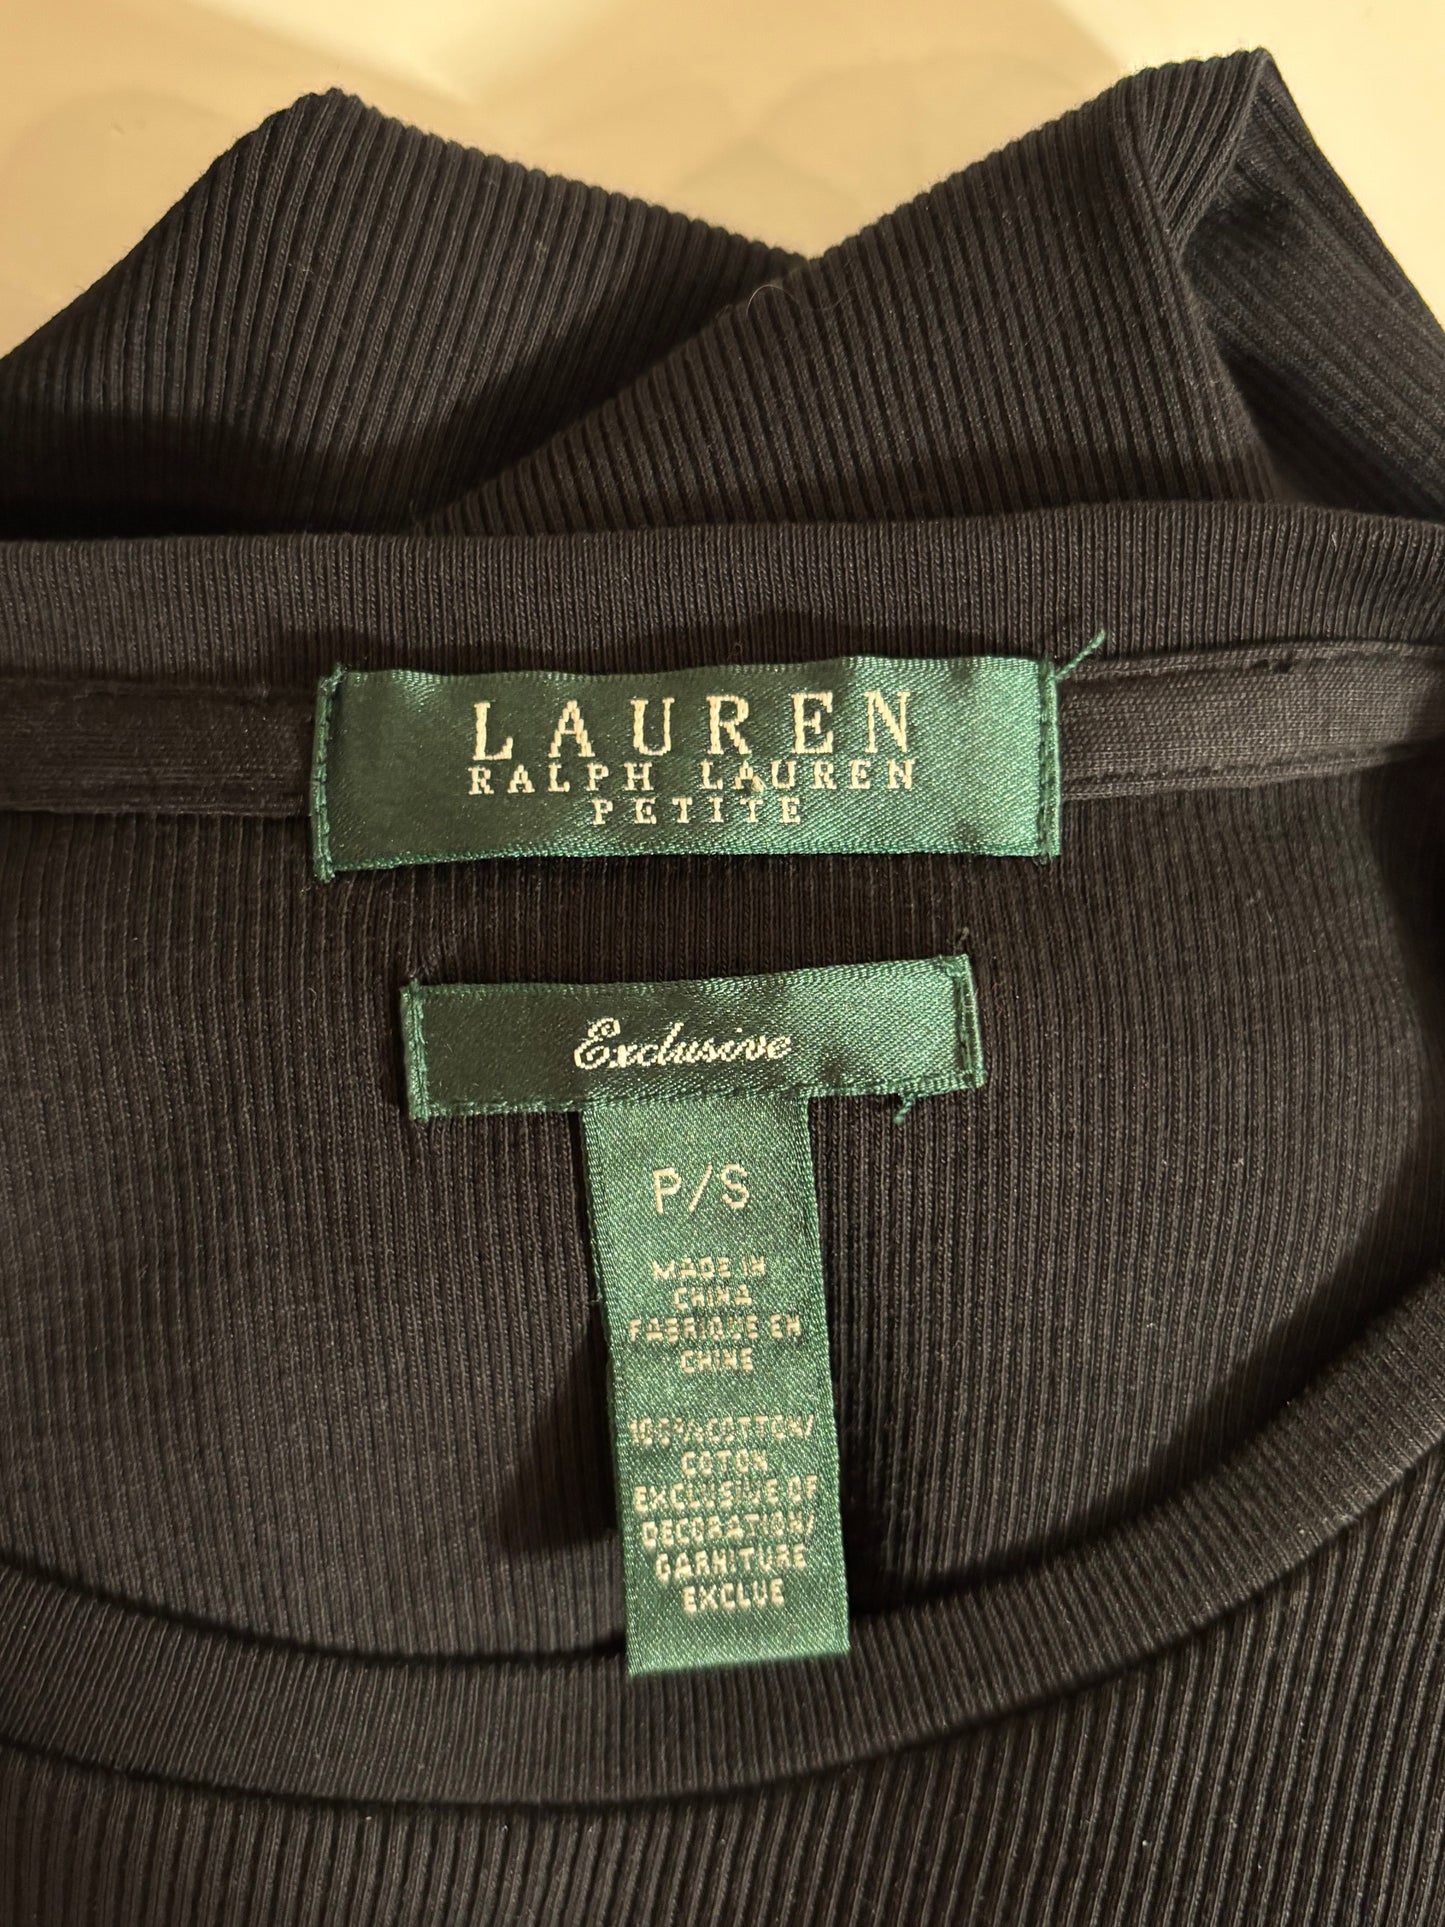 LAUREN
RALPH LAUREN
PETITE
Exclusive
P/S
MADE IN
CHINA
FABRIQUE EN
CHINE
100% COTTON/
COTON
EXCLUSIVE OF
DECORATION/
GARNITURE
EXCLUE